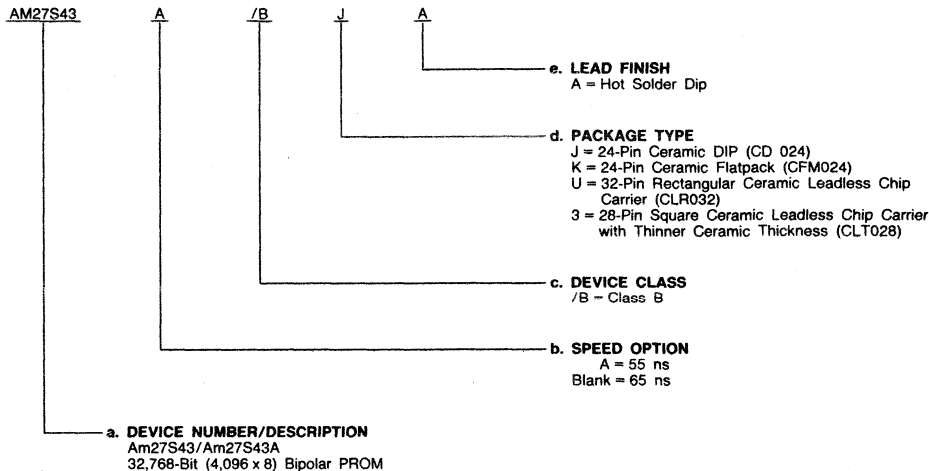 AM27S43 A /B J A
e. LEAD FINISH
A = Hot Solder Dip
d. PACKAGE TYPE
J = 24-Pin Ceramic DIP (CD 024)
K = 24-Pin Ceramic Flatpack (CFM024)
U = 32-Pin Rectangular Ceramic Leadless Chip
Carrier (CLR032)
3 = 28-Pin Square Ceramic Leadless Chip Carrier
with Thinner Ceramic Thickness (CLT028)
c. DEVICE CLASS
/B = Class B
b. SPEED OPTION
A = 55 ns
Blank = 65 ns
a. DEVICE NUMBER/DESCRIPTION
Am27S43/Am27S43A
32,768-Bit (4,096 x 8) Bipolar PROM